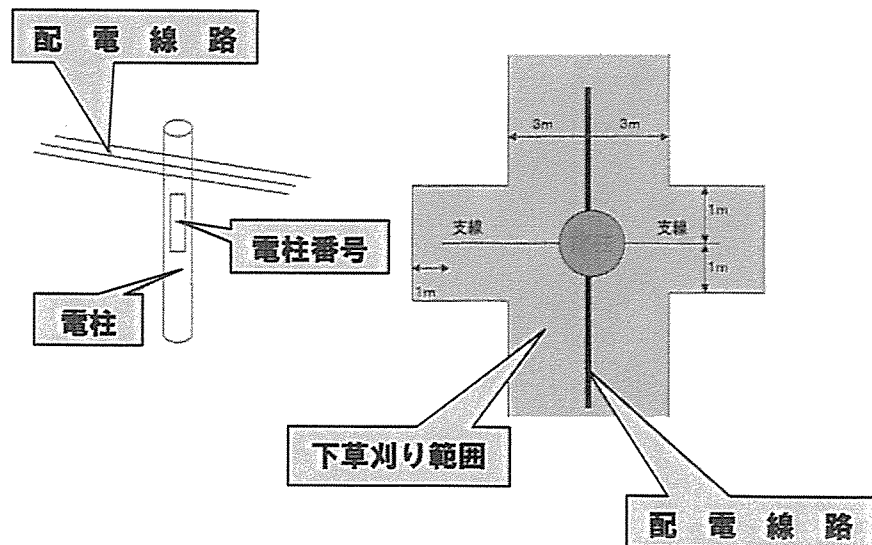 配 電 線 路
電柱番号
電柱
3m
3m
支線
支線
1m
1m
1m
下草刈り範囲
配 電 線 路